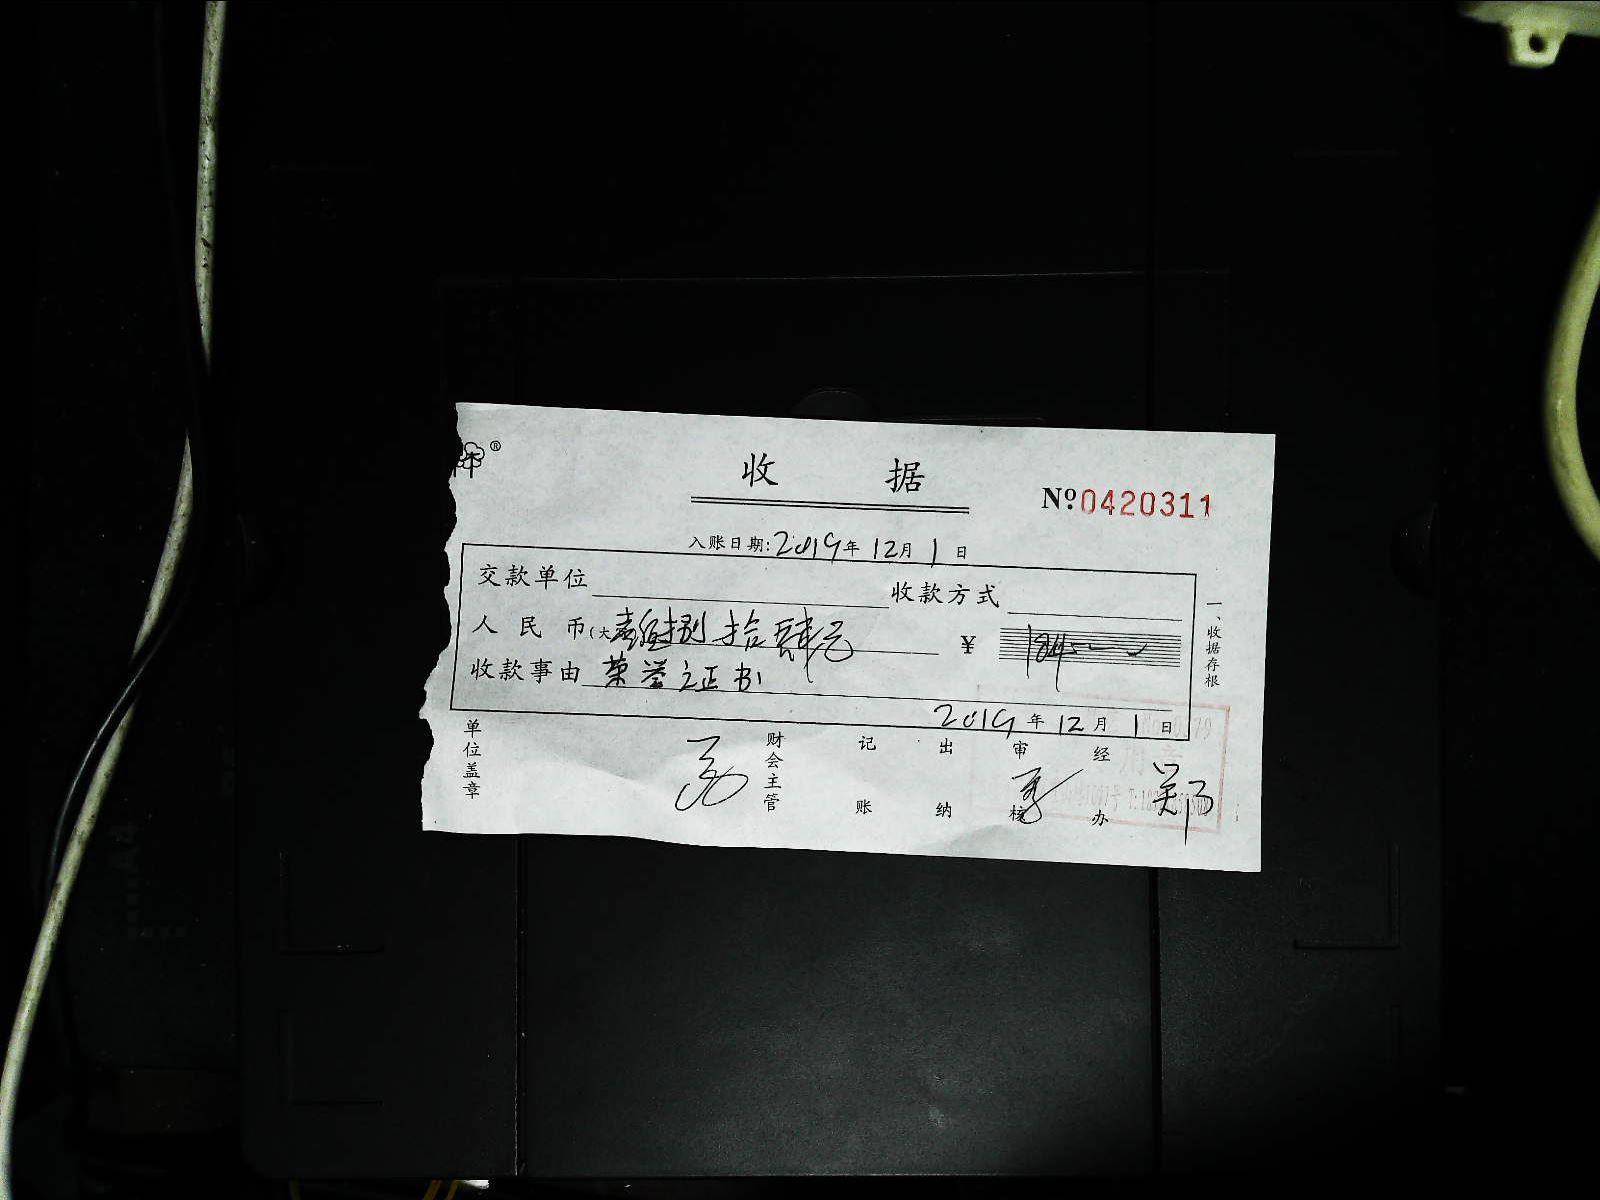 ®
收 据
Nº0420311
入账日期:2019年12月1日
交款单位 收款方式
人民币(大壹佰捌拾肆元 ¥ 184.
收款事由 荣誉证书
2019年12月1日
一、收据存根
单位盖章 财会主管 记账 出纳 审核 经办